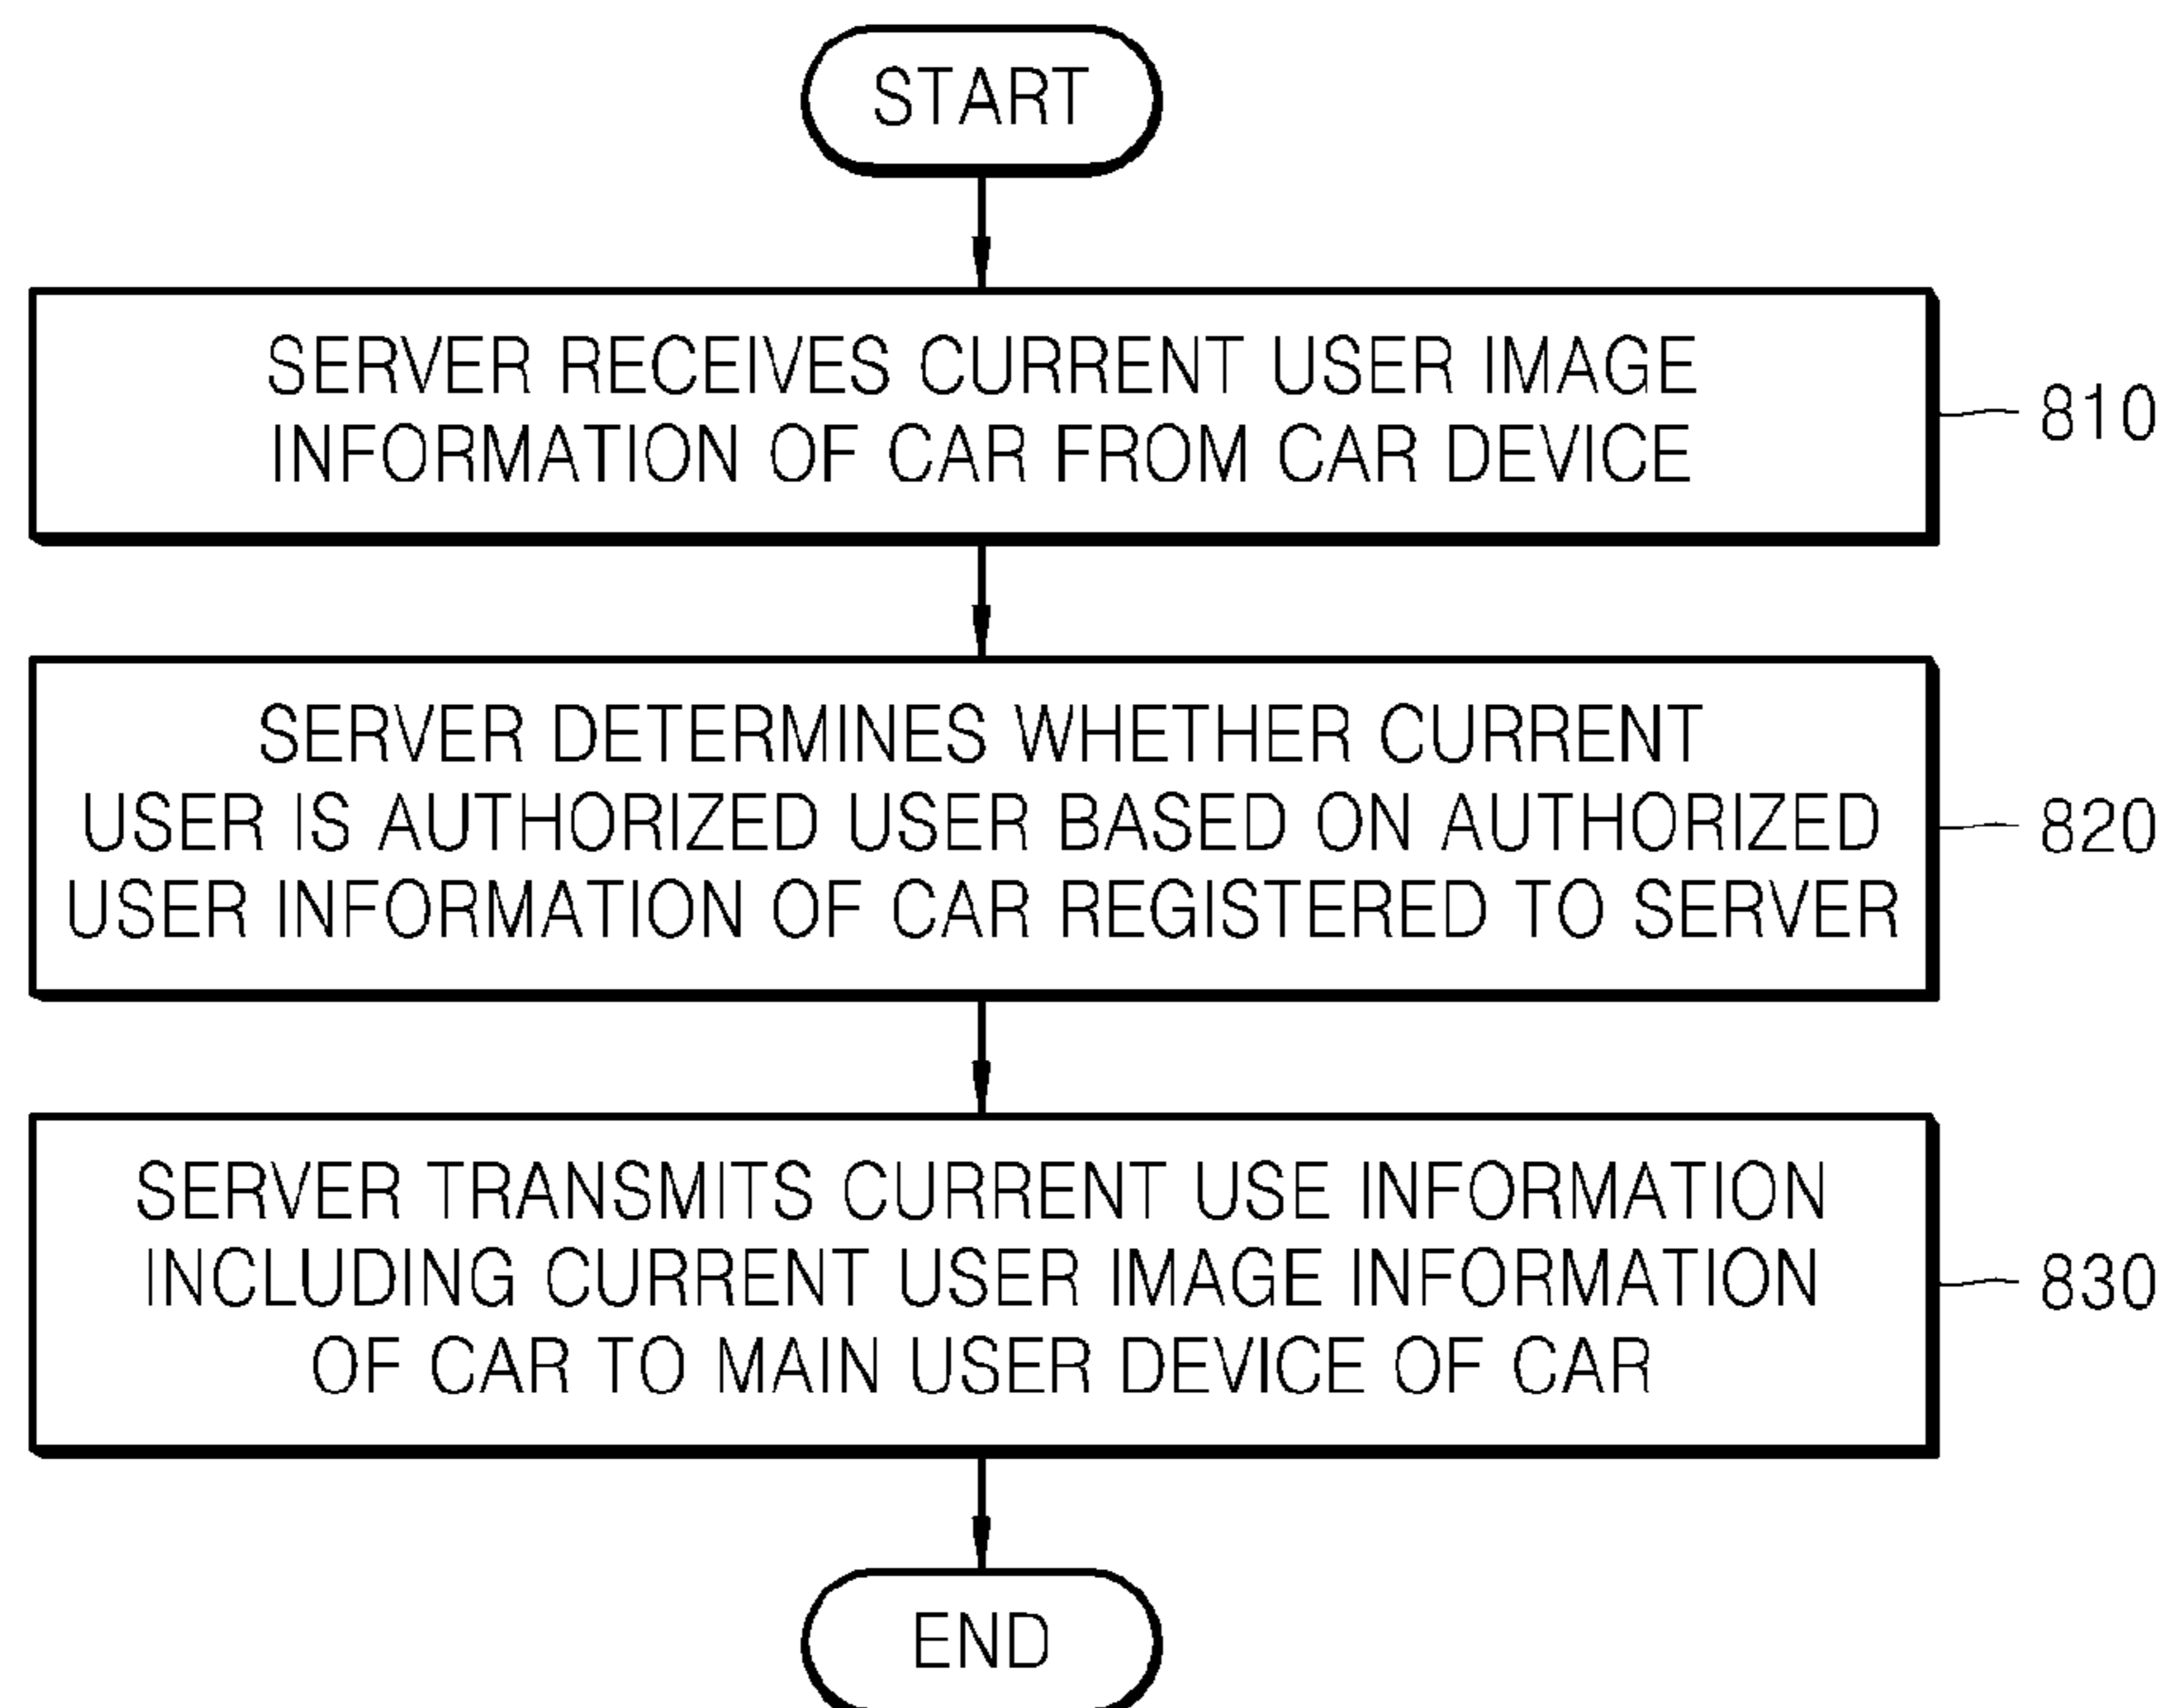 START
SERVER RECEIVES CURRENT USER IMAGE
INFORMATION OF CAR FROM CAR DEVICE
810
SERVER DETERMINES WHETHER CURRENT
USER IS AUTHORIZED USER BASED ON AUTHORIZED
USER INFORMATION OF CAR REGISTERED TO SERVER
820
SERVER TRANSMITS CURRENT USE INFORMATION
INCLUDING CURRENT USER IMAGE INFORMATION
OF CAR TO MAIN USER DEVICE OF CAR
830
END